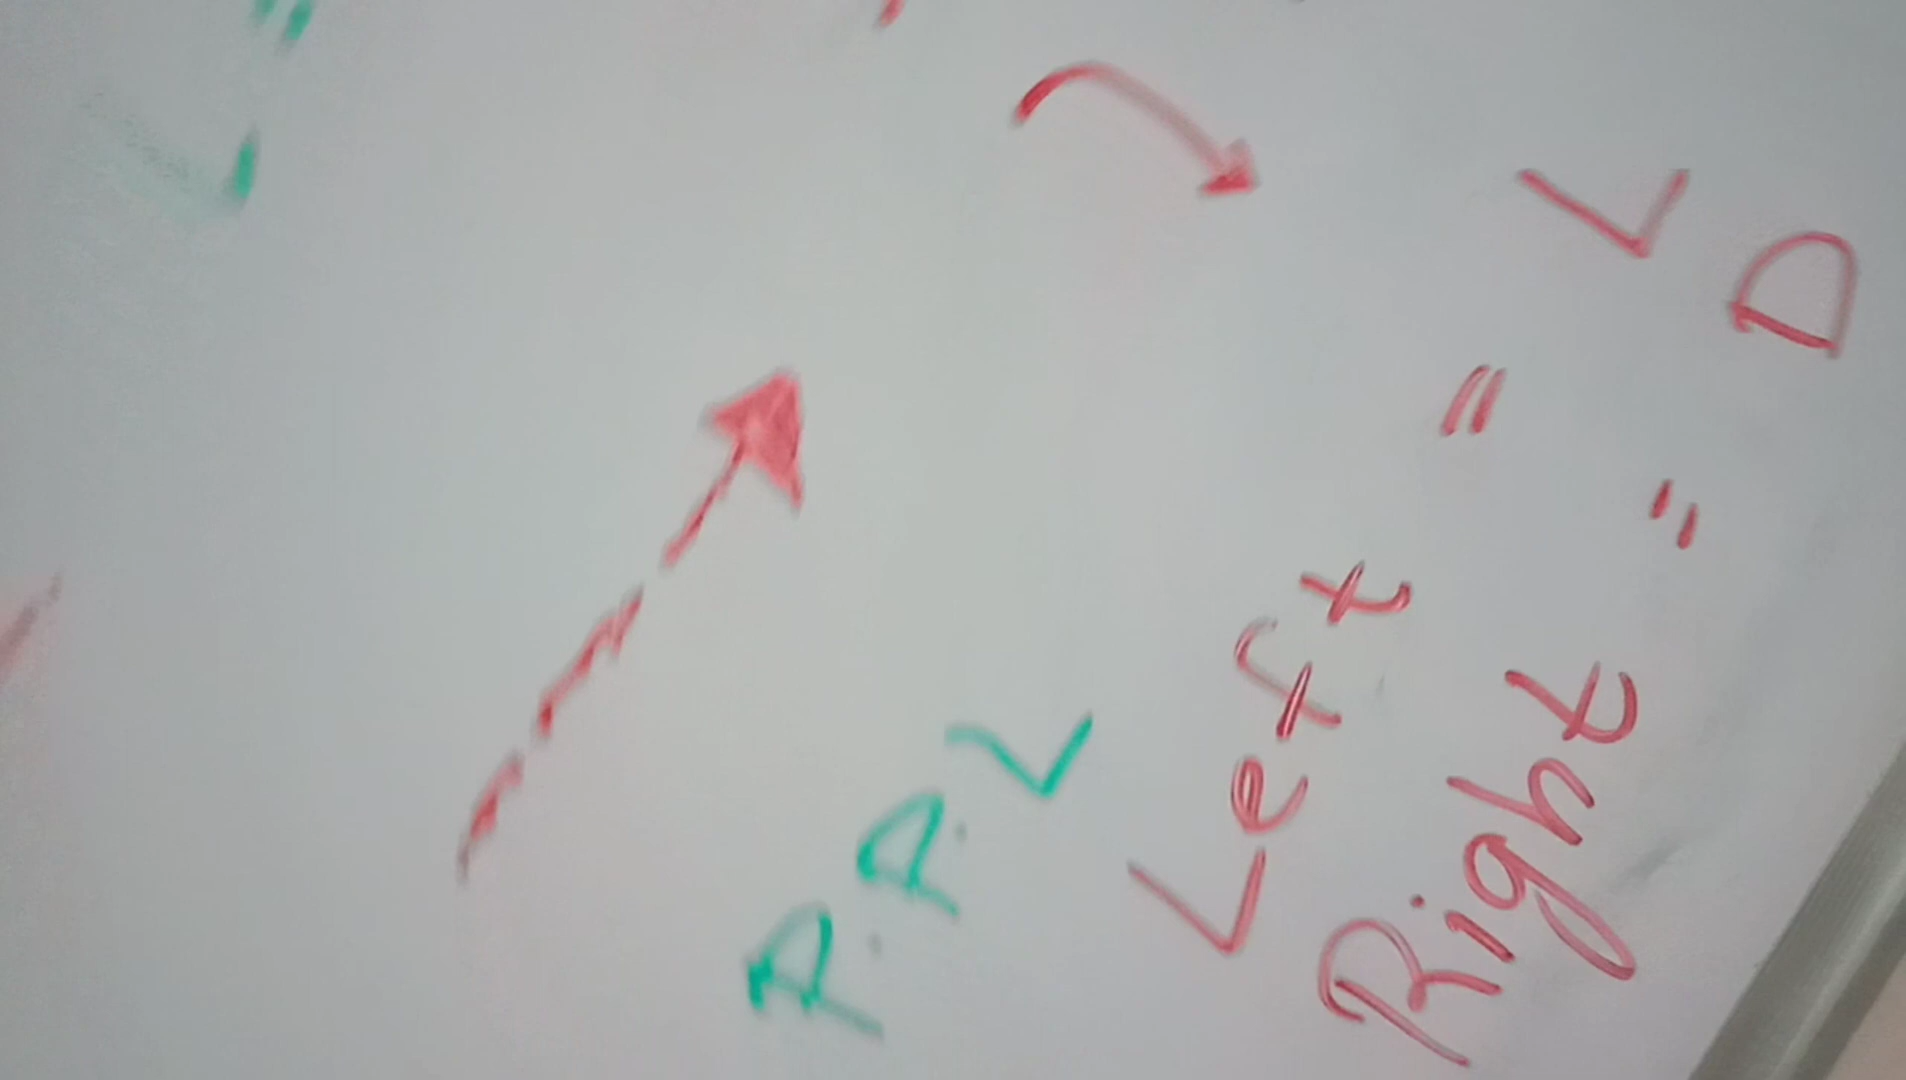 R.R.L
Left = L
Right = D